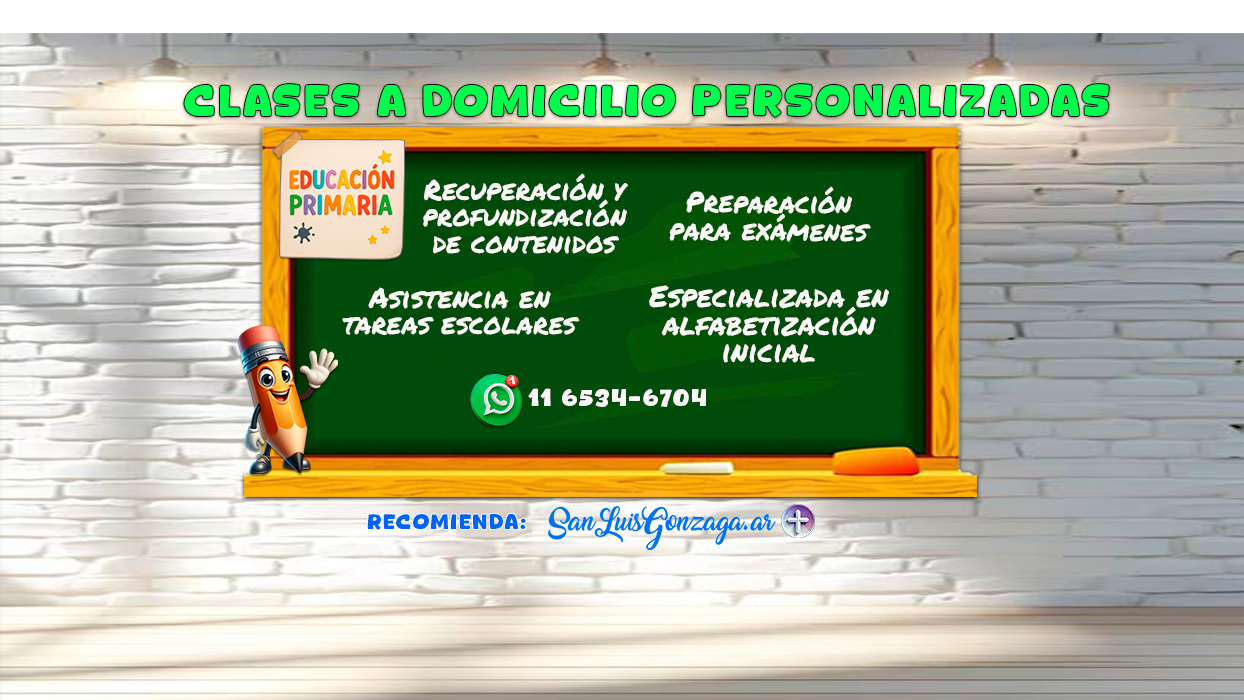 CLASES A DOMICILIO PERSONALIZADAS
EDUCACIÓN
PRIMARIA
RECUPERACIÓN Y
PROFUNDIZACIÓN
DE CONTENIDOS
PREPARACIÓN
PARA EXÁMENES
ASISTENCIA EN
TAREAS ESCOLARES
ESPECIALIZADA EN
ALFABETIZACIÓN
INICIAL
1
11 6534-6704
RECOMIENDA: SanLuisGonzaga.ar